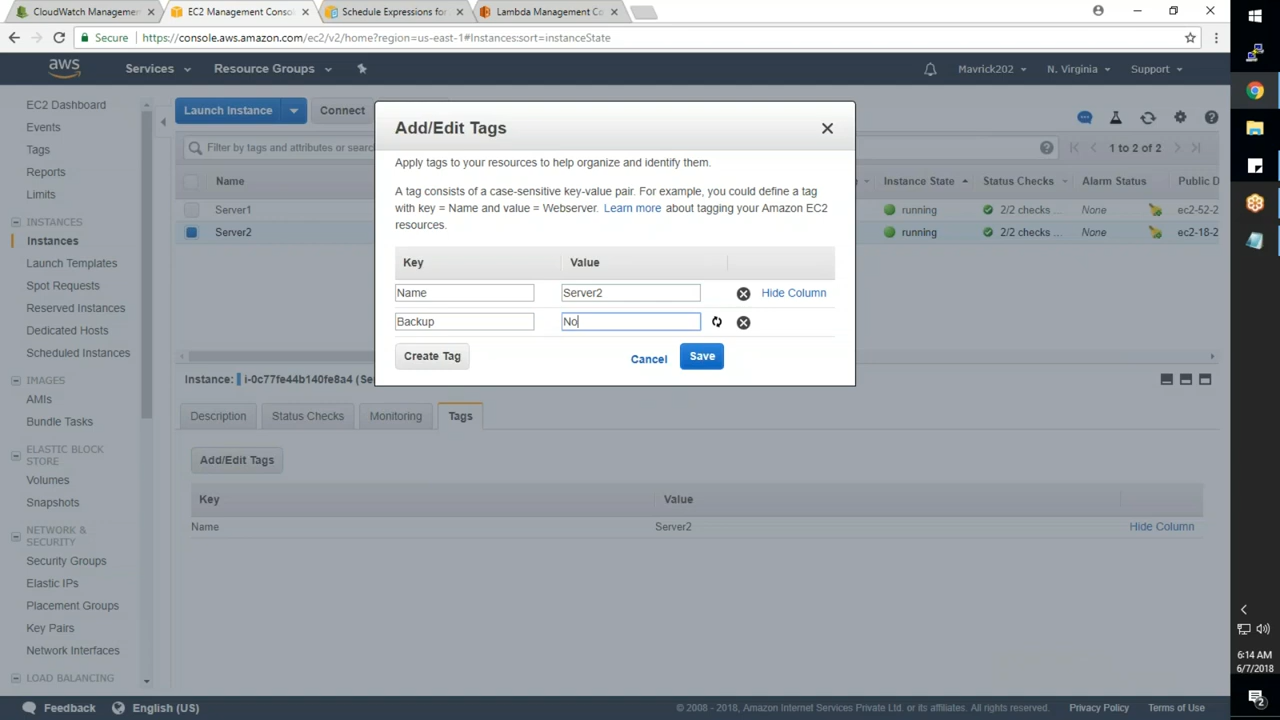 CloudWatch Managemen
EC2 Management Conso
Schedule Expressions for
Lambda Management Co
Secure
https://console.aws.amazon.com/ec2/v2/home?region=us-east-1#Instances:sort=instanceState
aws
Services
Resource Groups
Mavrick202
N. Virginia
Support
EC2 Dashboard
Events
Tags
Reports
Limits
INSTANCES
Instances
Launch Templates
Spot Requests
Reserved Instances
Dedicated Hosts
Scheduled Instances
IMAGES
AMIs
Bundle Tasks
ELASTIC BLOCK
STORE
Volumes
Snapshots
NETWORK &
SECURITY
Security Groups
Elastic IPs
Placement Groups
Key Pairs
Network Interfaces
LOAD BALANCING
Launch Instance
Connect
Filter by tags and attributes or searc
1 to 2 of 2
Name
Instance State
Status Checks
Alarm Status
Public D
Server1
running
2/2 checks ...
None
ec2-52-2
Server2
running
2/2 checks ...
None
ec2-18-2
Add/Edit Tags
Apply tags to your resources to help organize and identify them.
A tag consists of a case-sensitive key-value pair. For example, you could define a tag
with key = Name and value = Webserver. Learn more about tagging your Amazon EC2
resources.
Key
Value
Name
Server2
Hide Column
Backup
No
Create Tag
Cancel
Save
Instance:
i-0c77fe44b140fe8a4 (Se
Description
Status Checks
Monitoring
Tags
Add/Edit Tags
Key
Value
Name
Server2
Hide Column
Feedback
English (US)
© 2008 - 2018, Amazon Internet Services Private Ltd. or its affiliates. All rights reserved.
Privacy Policy
Terms of Use
6:14 AM
6/7/2018
2